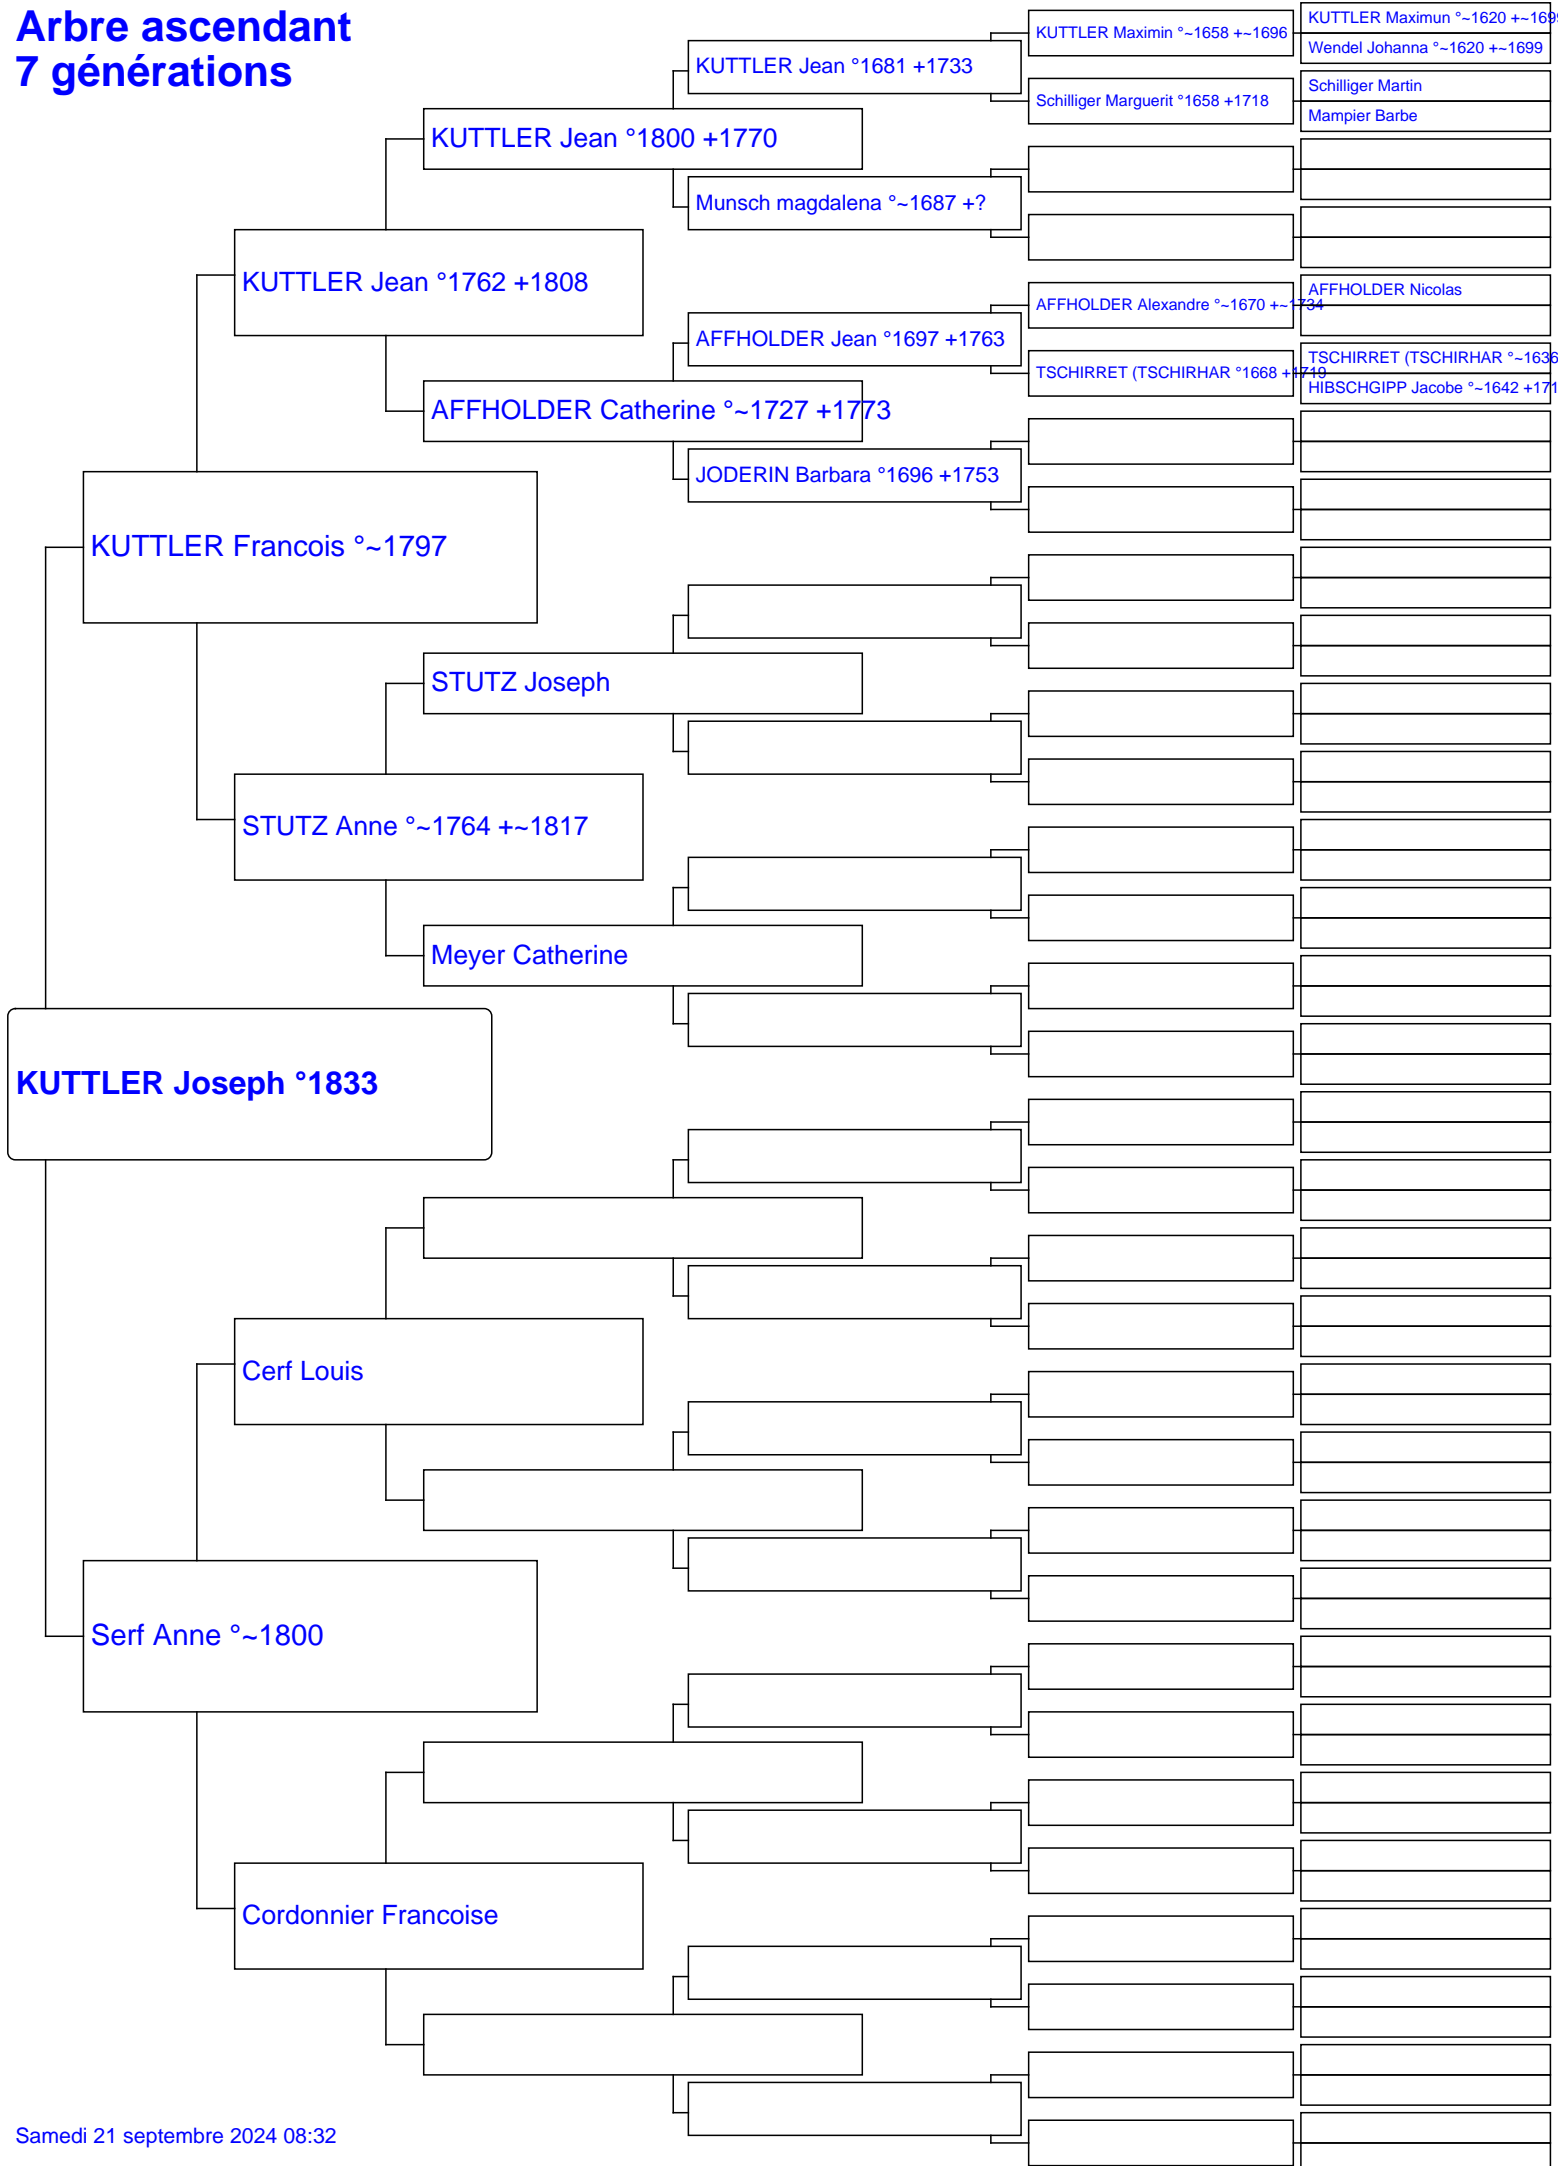 Arbre ascendant
7 générations
KUTTLER Maximun °~1620 +~169
KUTTLER Maximin °~1658 +~1696
Wendel Johanna °~1620 +~1699
KUTTLER Jean °1681 +1733
Schilliger Martin
Schilliger Marguerit °1658 +1718
Mampier Barbe
KUTTLER Jean °1800 +1770
Munsch magdalena °~1687 +?
KUTTLER Jean °1762 +1808
AFFHOLDER Nicolas
AFFHOLDER Alexandre °~1670 +~1734
AFFHOLDER Jean °1697 +1763
TSCHIRRET (TSCHIRHAR °~1636
TSCHIRRET (TSCHIRHAR °1668 +1719
HIBSCHGIPP Jacobe °~1642 +171
AFFHOLDER Catherine °~1727 +1773
JODERIN Barbara °1696 +1753
KUTTLER Francois °~1797
STUTZ Joseph
STUTZ Anne °~1764 +~1817
Meyer Catherine
KUTTLER Joseph °1833
Cerf Louis
Serf Anne °~1800
Cordonnier Francoise
Samedi 21 septembre 2024 08:32